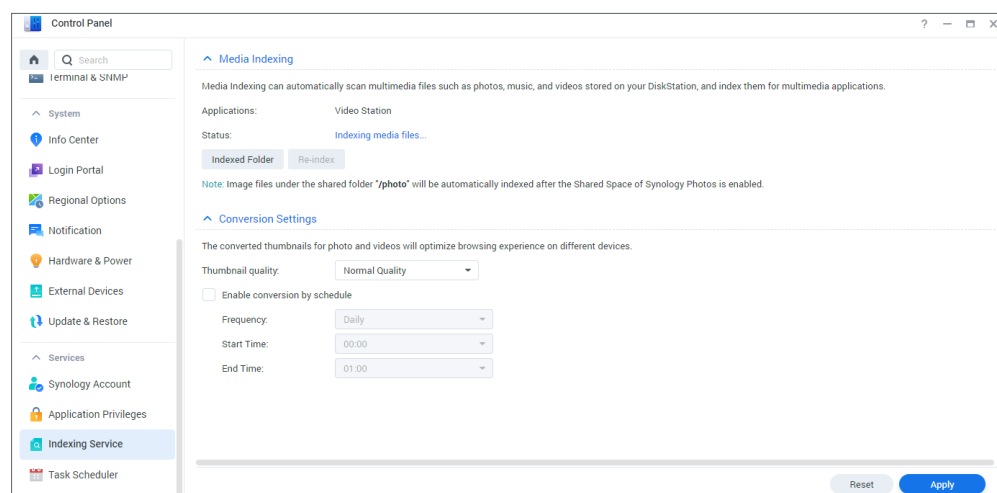 Control Panel
?
Search
Terminal & SNMP
System
Info Center
Login Portal
Regional Options
Notification
Hardware & Power
External Devices
Update & Restore
Services
Synology Account
Application Privileges
Indexing Service
Task Scheduler
Media Indexing
Media Indexing can automatically scan multimedia files such as photos, music, and videos stored on your DiskStation, and index them for multimedia applications.
Applications: Video Station
Status: Indexing media files...
Indexed Folder Re-index
Note: Image files under the shared folder "/photo" will be automatically indexed after the Shared Space of Synology Photos is enabled.
Conversion Settings
The converted thumbnails for photo and videos will optimize browsing experience on different devices.
Thumbnail quality: Normal Quality
Enable conversion by schedule
Frequency: Daily
Start Time: 00:00
End Time: 01:00
Reset Apply